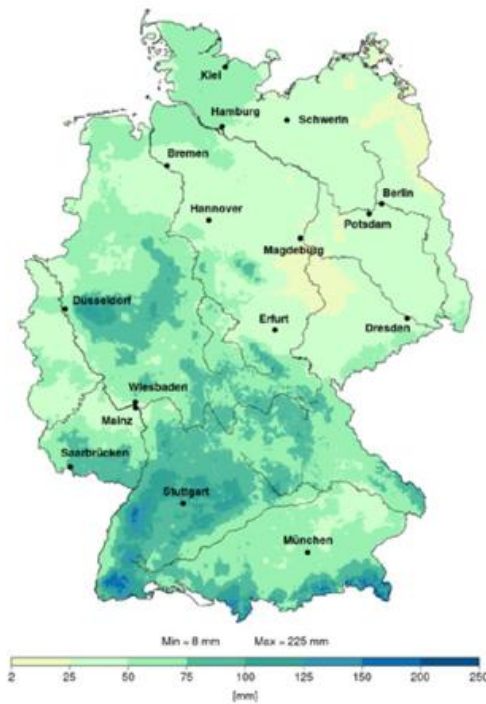 Kiel
Hamburg
Schwerin
Bremen
Berlin
Hannover
Potsdam
Magdeburg
Düsseldorf
Erfurt
Dresden
Wiesbaden
Mainz
Saarbrücken
Stuttgart
München
Min = 8 mm Max = 225 mm
2 25 50 75 100 125 150 200 250
[mm]